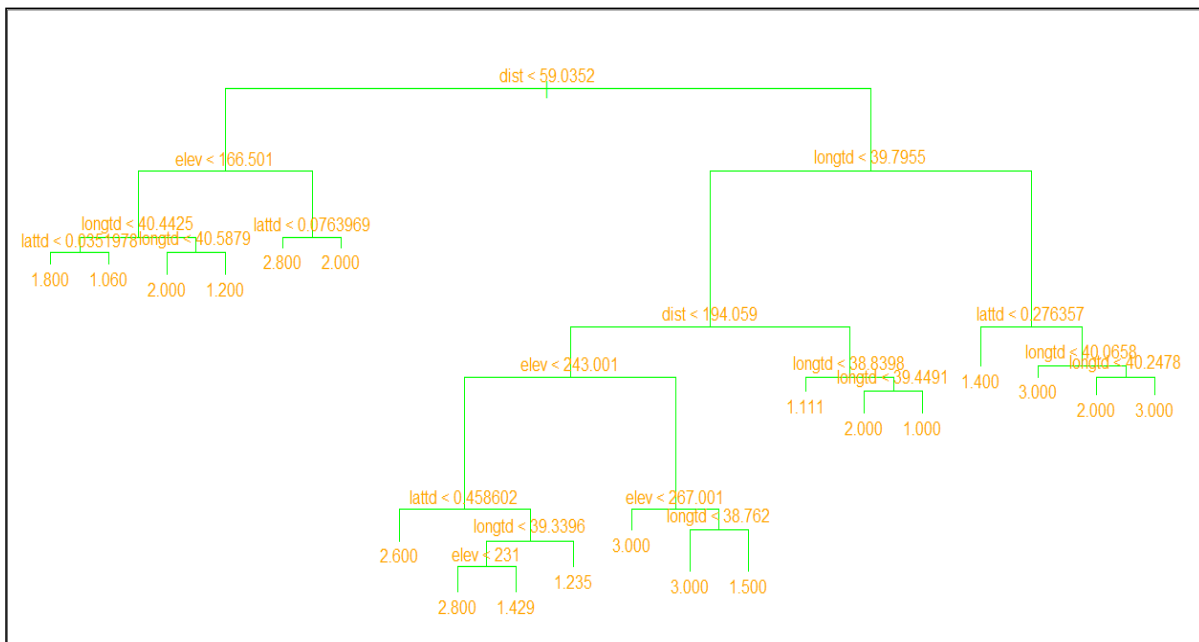 dist < 59.0352
elev < 166.501
longtd < 39.7955
longtd < 40.4425
lattd < 0.0763969
lattd < 0.0351978
longtd < 40.5879
2.800
2.000
1.800
1.060
2.000
1.200
dist < 194.059
lattd < 0.276357
elev < 243.001
longtd < 38.8398
longtd < 40.0658
longtd < 40.2478
1.400
longtd < 39.4491
1.111
3.000
2.000
3.000
2.000
1.000
lattd < 0.458602
elev < 267.001
longtd < 39.3396
longtd < 38.762
2.600
elev < 231
3.000
1.235
3.000
1.500
2.800
1.429